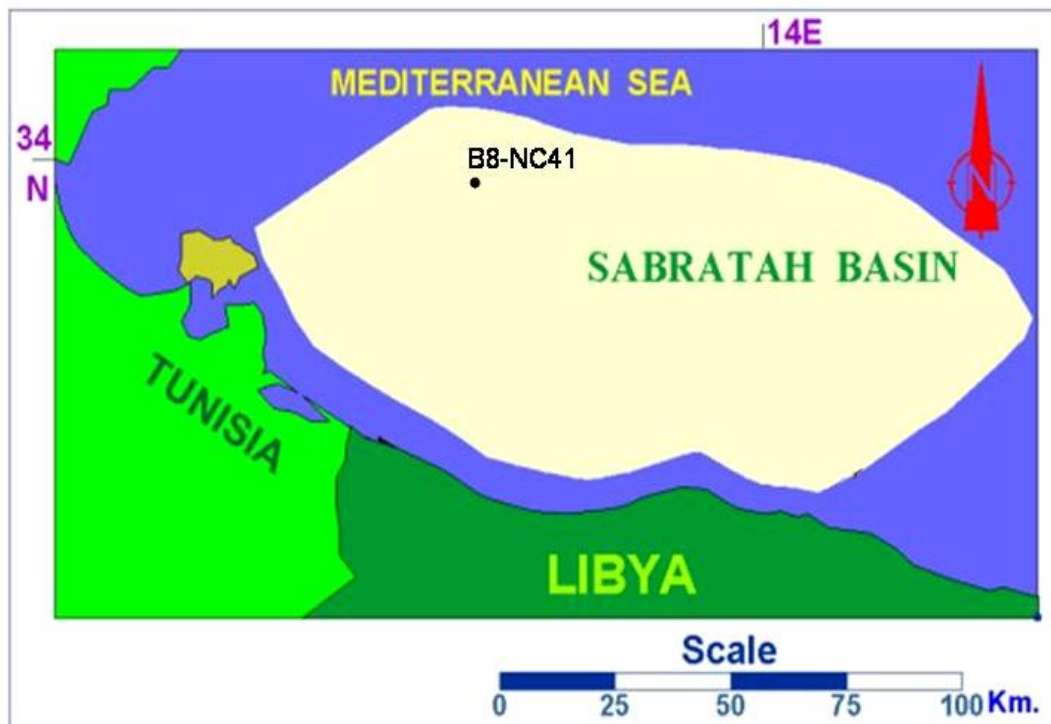 14E
MEDITERRANEAN SEA
34
N
B8-NC41
N
SABRATAH BASIN
TUNISIA
LIBYA
Scale
0 25 50 75 100 Km.